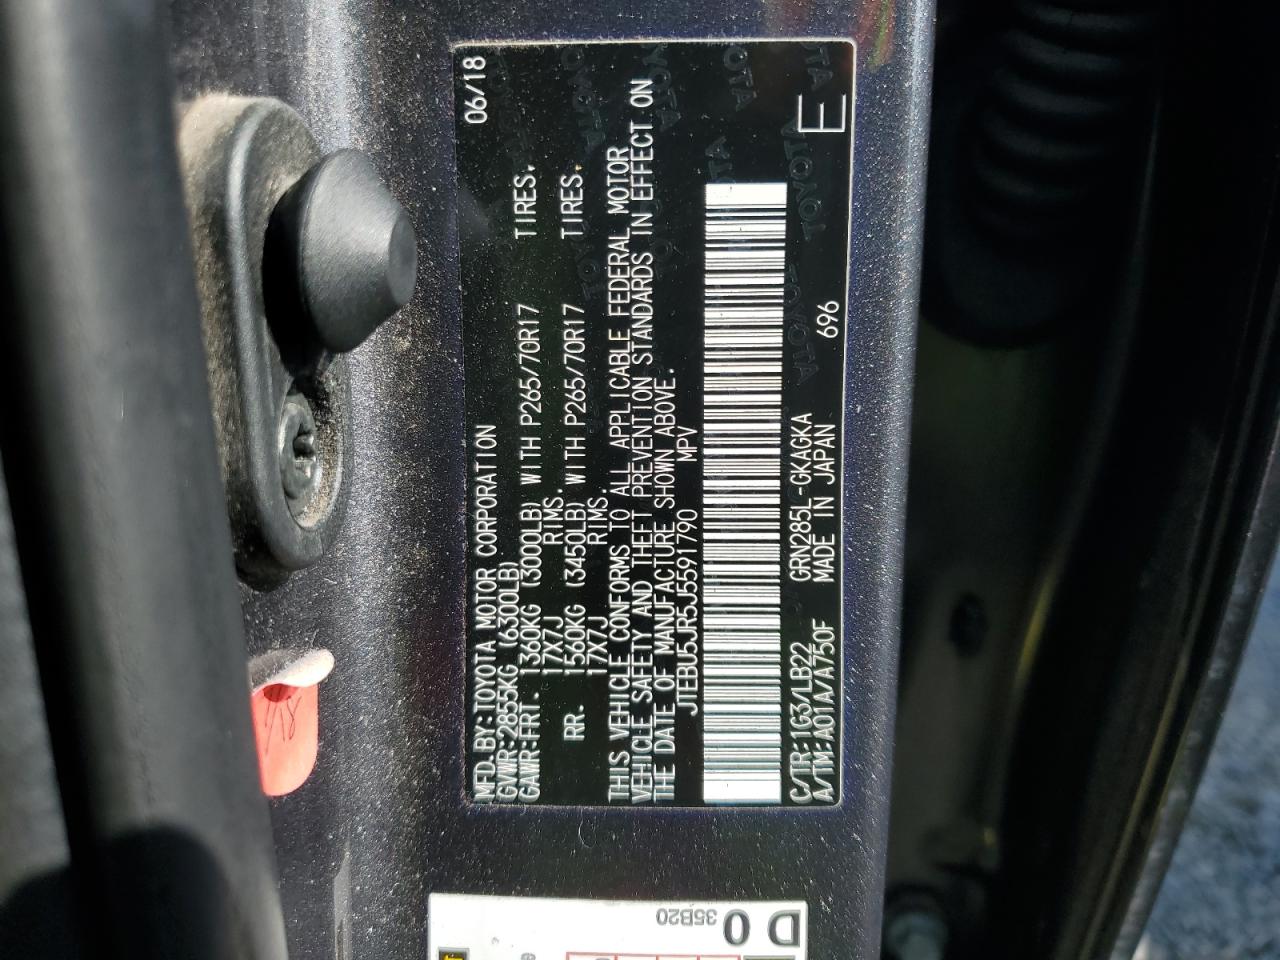 MFD. BY: TOYOTA MOTOR CORPORATION 06/18
GVWR: 2855KG (6300LB)
GAWR: FRT. 1360KG (3000LB) WITH P265/70R17 TIRES.
17X7J RIMS.
RR. 1560KG (3450LB) WITH P265/70R17 TIRES.
17X7J RIMS.
THIS VEHICLE CONFORMS TO ALL APPLICABLE FEDERAL MOTOR
VEHICLE SAFETY AND THEFT PREVENTION STANDARDS IN EFFECT ON
THE DATE OF MANUFACTURE SHOWN ABOVE.
JTEBU5JR5J5591790 MPV
C/TR: 1G3/LB22 GRN285L-GKAGKA
A/TM: A01A/A750F MADE IN JAPAN 696 E
TOYOTA
35B20
D 0